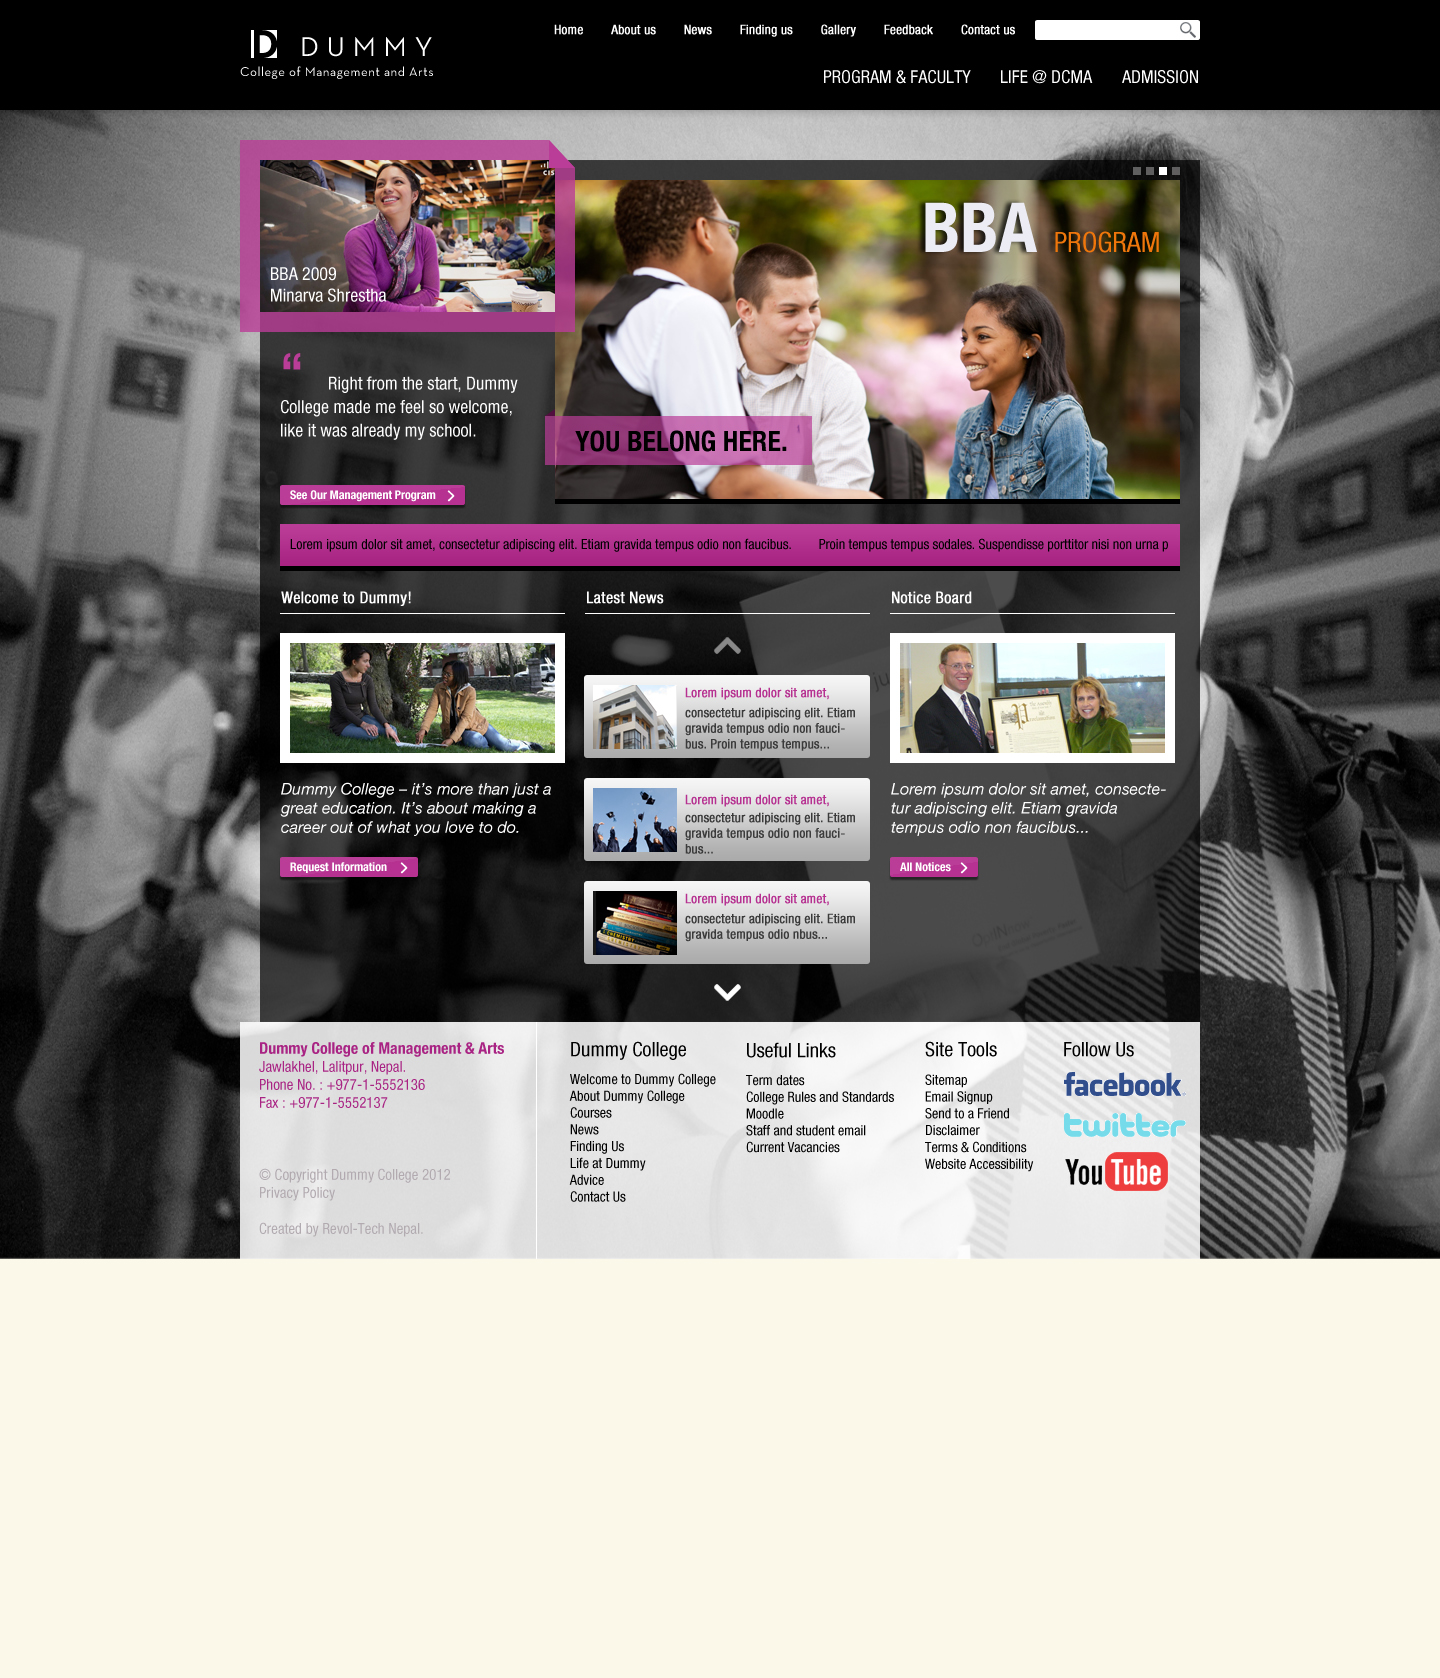 D DUMMY
College of Management and Arts
Home About us News Finding us Gallery Feedback Contact us
PROGRAM & FACULTY LIFE @ DCMA ADMISSION
BBA 2009
Minarva Shrestha
BBA PROGRAM
“
Right from the start, Dummy
College made me feel so welcome,
like it was already my school.
YOU BELONG HERE.
See Our Management Program
Lorem ipsum dolor sit amet, consectetur adipiscing elit. Etiam gravida tempus odio non faucibus. Proin tempus tempus sodales. Suspendisse porttitor nisi non urna p
Welcome to Dummy!
Dummy College – it’s more than just a
great education. It’s about making a
career out of what you love to do.
Request Information
Latest News
Lorem ipsum dolor sit amet,
consectetur adipiscing elit. Etiam
gravida tempus odio non fauci-
bus. Proin tempus tempus...
Lorem ipsum dolor sit amet,
consectetur adipiscing elit. Etiam
gravida tempus odio non fauci-
bus...
Lorem ipsum dolor sit amet,
consectetur adipiscing elit. Etiam
gravida tempus odio nbus...
Notice Board
Lorem ipsum dolor sit amet, consecte-
tur adipiscing elit. Etiam gravida
tempus odio non faucibus...
All Notices
Dummy College of Management & Arts
Jawlakhel, Lalitpur, Nepal.
Phone No. : +977-1-5552136
Fax : +977-1-5552137
© Copyright Dummy College 2012
Privacy Policy
Created by Revol-Tech Nepal.
Dummy College
Welcome to Dummy College
About Dummy College
Courses
News
Finding Us
Life at Dummy
Advice
Contact Us
Useful Links
Term dates
College Rules and Standards
Moodle
Staff and student email
Current Vacancies
Site Tools
Sitemap
Email Signup
Send to a Friend
Disclaimer
Terms & Conditions
Website Accessibility
Follow Us
facebook
twitter
YouTube